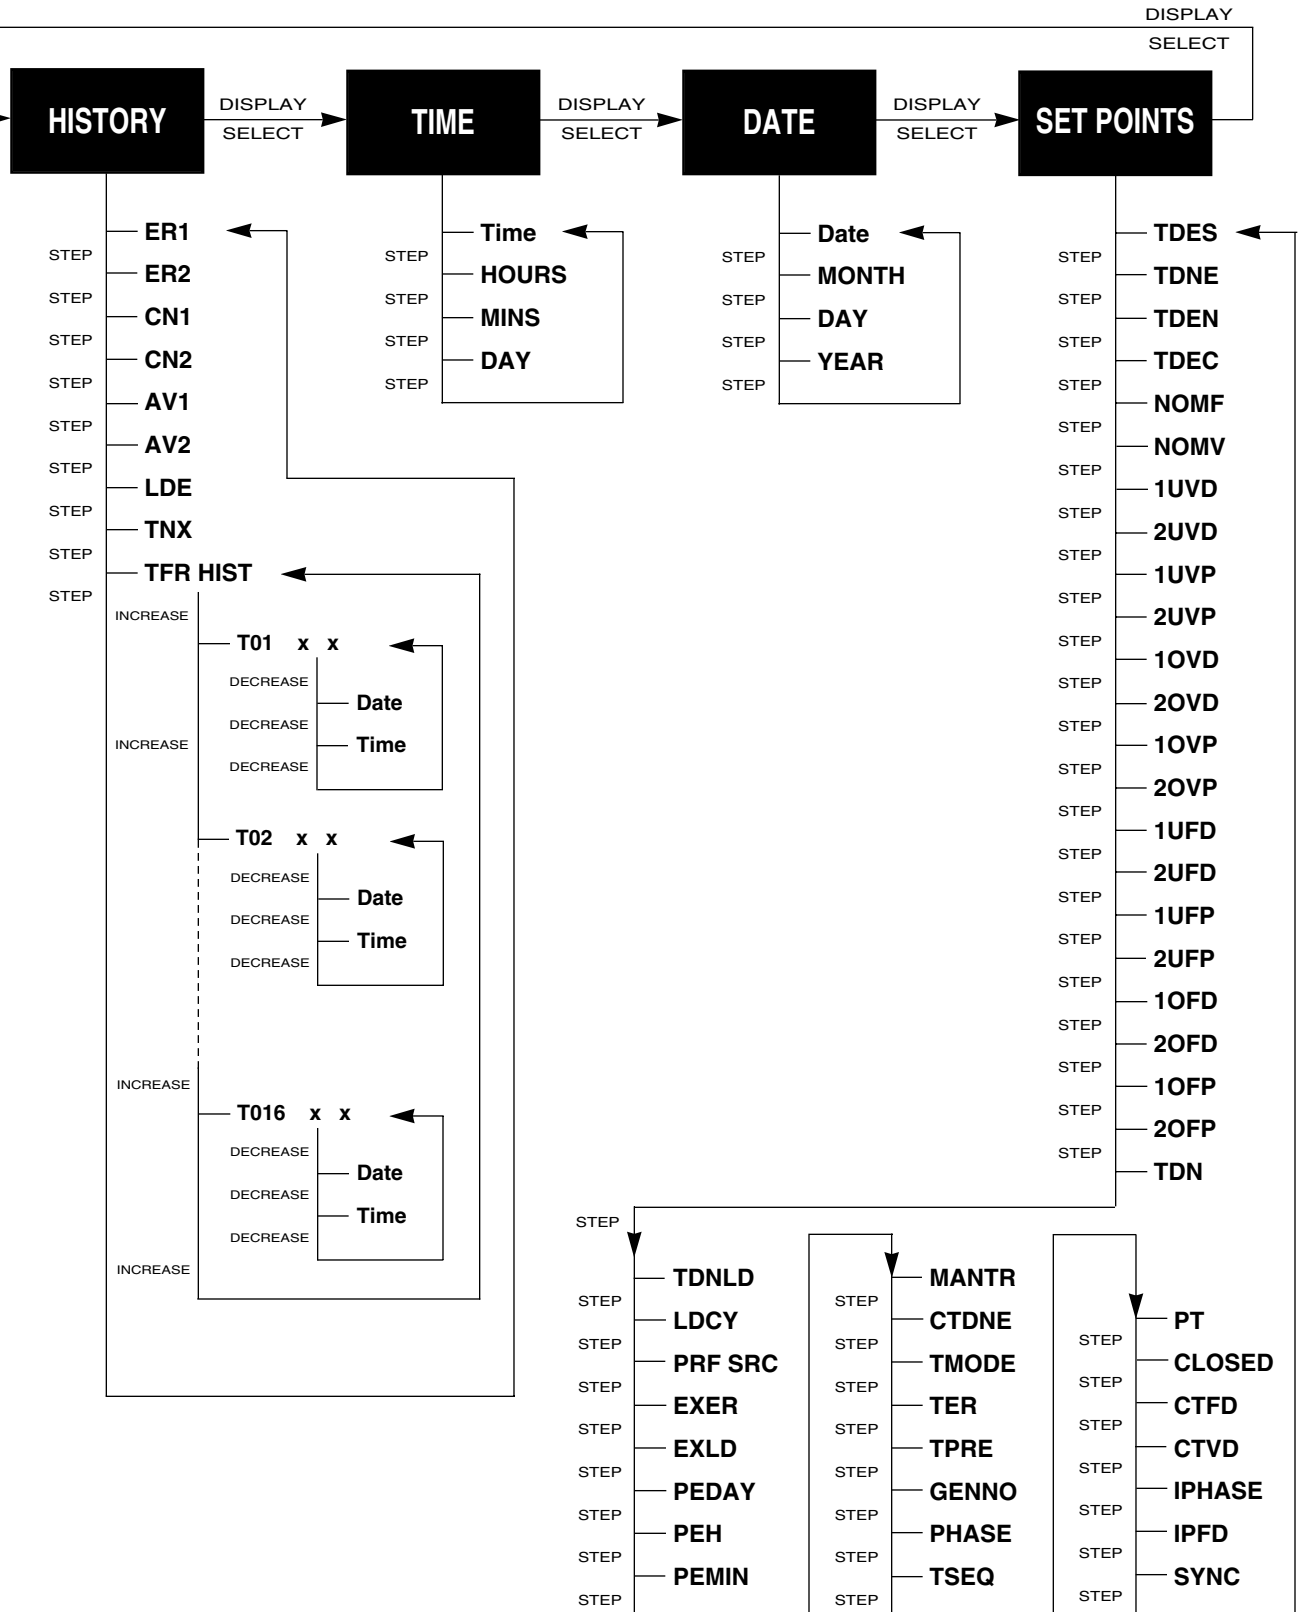 DISPLAY
SELECT
HISTORY
DISPLAY
SELECT
TIME
DISPLAY
SELECT
DATE
DISPLAY
SELECT
SET POINTS
ER1
STEP
ER2
STEP
CN1
STEP
CN2
STEP
AV1
STEP
AV2
STEP
LDE
STEP
TNX
STEP
TFR HIST
STEP
INCREASE
T01 x x
DECREASE
Date
DECREASE
Time
DECREASE
INCREASE
T02 x x
DECREASE
Date
DECREASE
Time
DECREASE
INCREASE
T016 x x
DECREASE
Date
DECREASE
Time
DECREASE
INCREASE
Time
STEP
HOURS
STEP
MINS
STEP
DAY
STEP
Date
STEP
MONTH
STEP
DAY
STEP
YEAR
STEP
TDES
STEP
TDNE
STEP
TDEN
STEP
TDEC
STEP
NOMF
STEP
NOMV
STEP
1UVD
STEP
2UVD
STEP
1UVP
STEP
2UVP
STEP
1OVD
STEP
2OVD
STEP
1OVP
STEP
2OVP
STEP
1UFD
STEP
2UFD
STEP
1UFP
STEP
2UFP
STEP
1OFD
STEP
2OFD
STEP
1OFP
STEP
2OFP
STEP
TDN
STEP
TDNLD
STEP
LDCY
STEP
PRF SRC
STEP
EXER
STEP
EXLD
STEP
PEDAY
STEP
PEH
STEP
PEMIN
STEP
MANTR
STEP
CTDNE
STEP
TMODE
STEP
TER
STEP
TPRE
STEP
GENNO
STEP
PHASE
STEP
TSEQ
STEP
PT
STEP
CLOSED
STEP
CTFD
STEP
CTVD
STEP
IPHASE
STEP
IPFD
STEP
SYNC
STEP